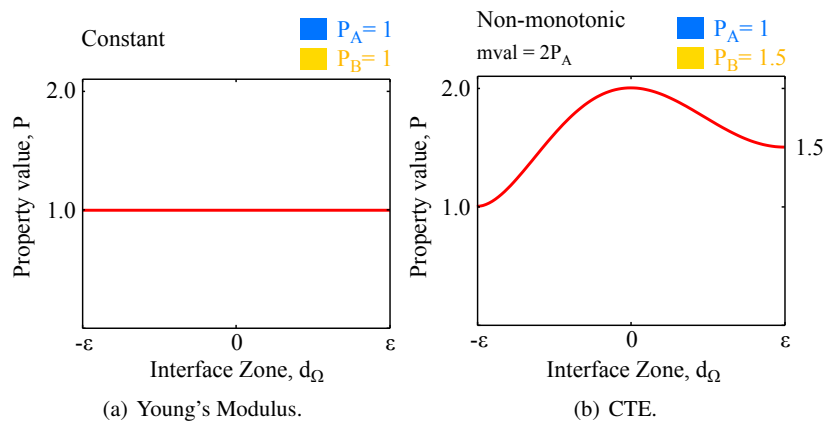 Constant
P_A= 1
P_B= 1
2.0
1.0
Property value, P
-ε
0
ε
Interface Zone, d_Ω
(a) Young's Modulus.
Non-monotonic
mval = 2P_A
P_A= 1
P_B= 1.5
2.0
1.0
1.5
Property value, P
-ε
0
ε
Interface Zone, d_Ω
(b) CTE.